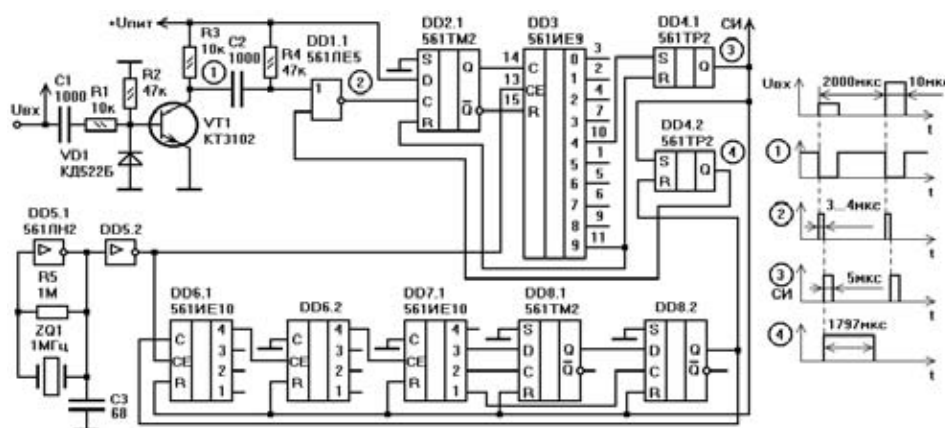 +Uпит
R3
10к
C2
1000
R4
47к
DD1.1
561ЛЕ5
DD2.1
561ТМ2
DD3
561ИЕ9
DD4.1
561ТР2
СИ
C1
1000
R1
10к
R2
47к
1
VT1
КТ3102
VD1
КД522Б
Uвх
1
2
S
D
C
R
Q
Q
14
13
15
C
CE
R
0
1
2
3
4
5
6
7
8
9
3
2
4
7
10
1
5
6
9
11
S
R
Q
3
DD4.2
561ТР2
S
R
Q
4
Uвх
2000мкс
10мкс
t
1
t
2
3...4мкс
t
3
СИ
5мкс
t
4
1797мкс
t
DD5.1
561ЛН2
DD5.2
R5
1М
ZQ1
1МГц
C3
68
DD6.1
561ИЕ10
C
CE
R
4
3
2
1
DD6.2
C
CE
R
4
3
2
1
DD7.1
561ИЕ10
C
CE
R
4
3
2
1
DD8.1
561ТМ2
S
D
C
R
Q
Q
DD8.2
S
D
C
R
Q
Q